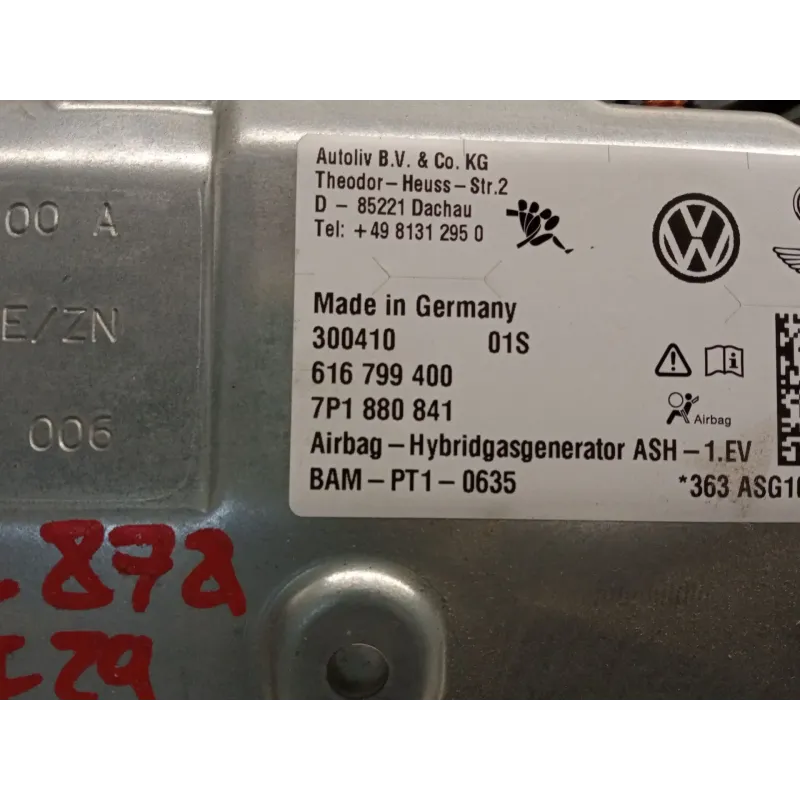 00 A
E/ZN
006
Autoliv B.V. & Co. KG
Theodor-Heuss-Str.2
D - 85221 Dachau
Tel: +49 8131 295 0
Made in Germany
300410 01S
616 799 400
7P1 880 841
Airbag
Airbag-Hybridgasgenerator ASH-1.EV
BAM-PT1-0635 *363 ASG10
872